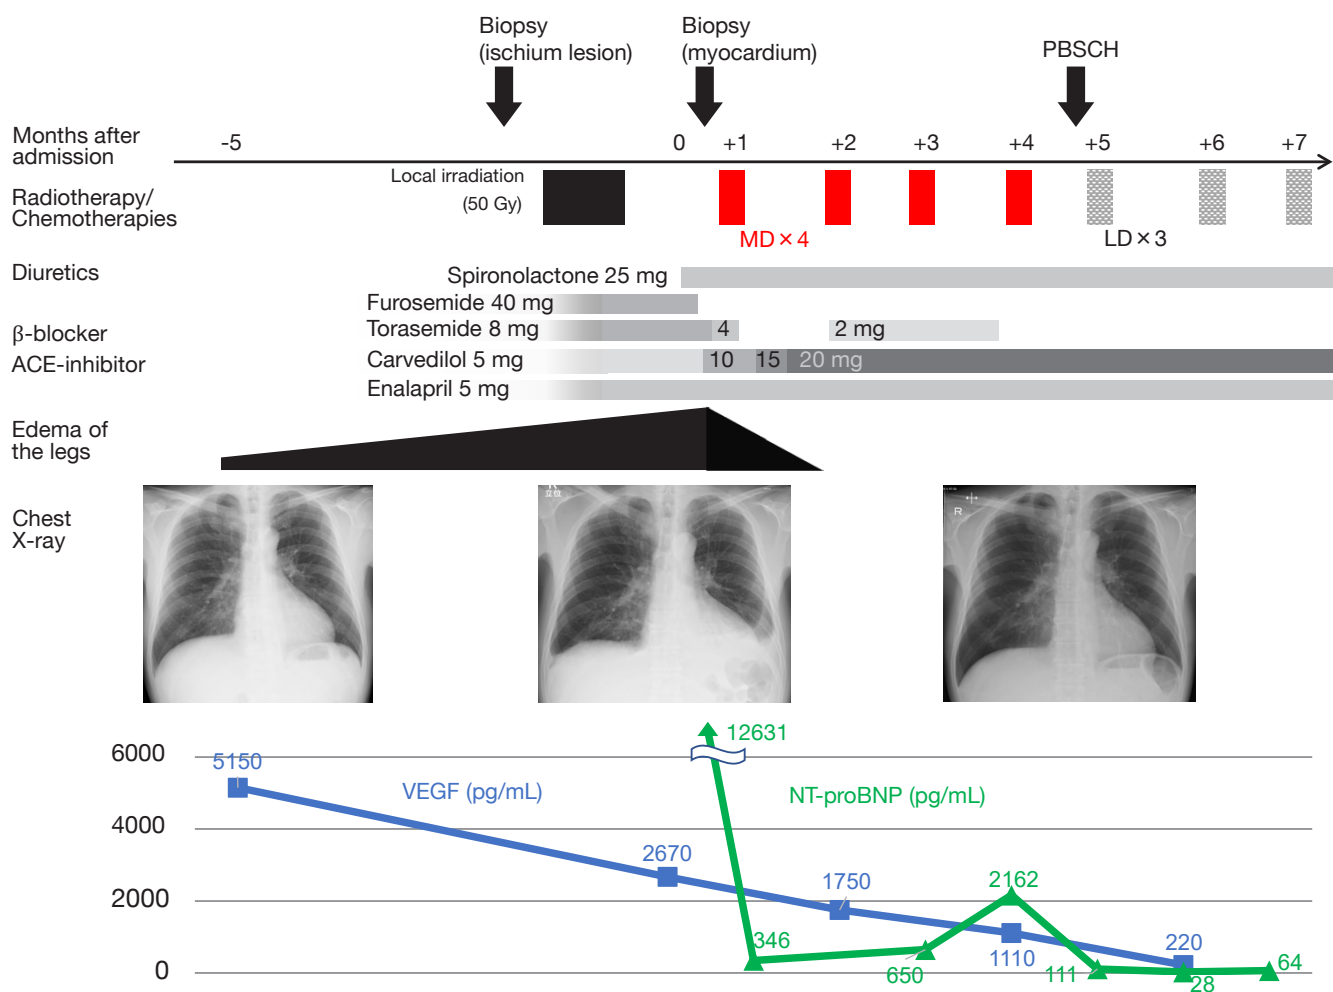 Biopsy
(ischium lesion)
Biopsy
(myocardium)
PBSCH
Months after
admission
-5
0
+1
+2
+3
+4
+5
+6
+7
Radiotherapy/
Chemotherapies
Local irradiation
(50 Gy)
MD×4
LD×3
Diuretics
Spironolactone 25 mg
Furosemide 40 mg
β-blocker
Torasemide 8 mg
4
2 mg
ACE-inhibitor
Carvedilol 5 mg
10
15
20 mg
Enalapril 5 mg
Edema of
the legs
Chest
X-ray
R
立位
R
6000
4000
2000
0
5150
VEGF (pg/mL)
2670
12631
NT-proBNP (pg/mL)
1750
2162
346
650
1110
111
220
28
64